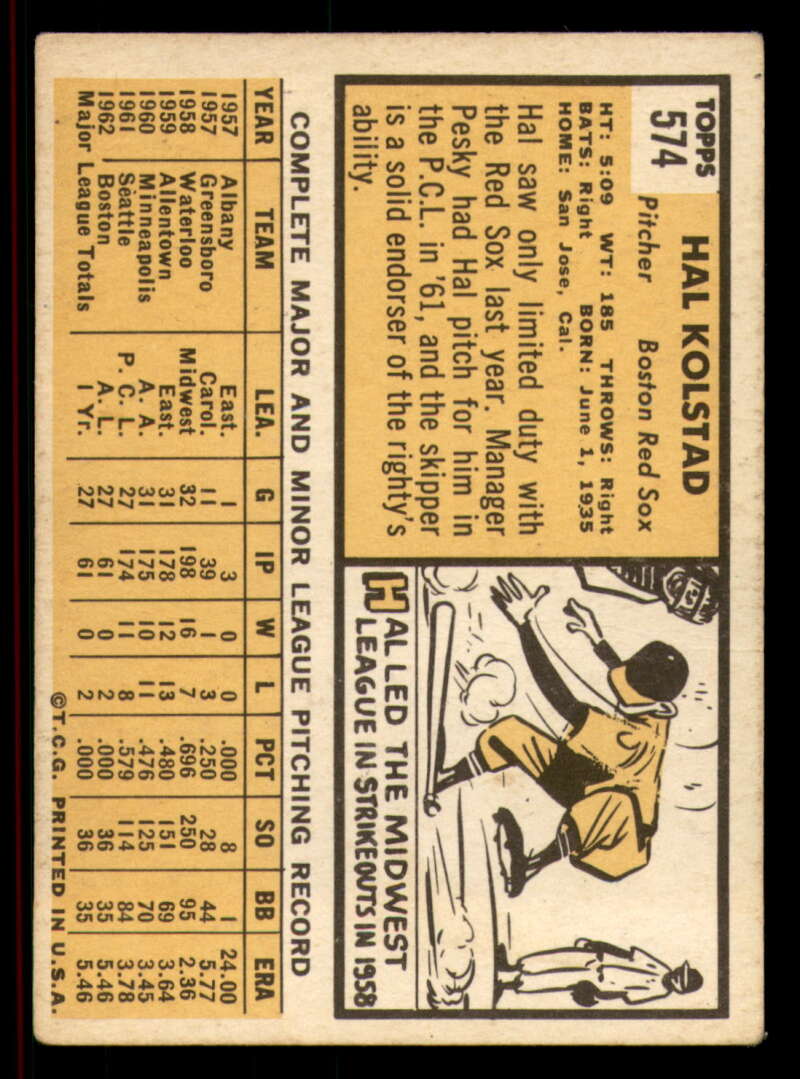 TOPPS
574
HAL KOLSTAD
Pitcher Boston Red Sox
HT: 5:09 WT: 185 THROWS: Right
BATS: Right BORN: June 1, 1935
HOME: San Jose, Cal.
Hal saw only limited duty with
the Red Sox last year. Manager
Pesky had Hal pitch for him in
the P.C.L. in '61, and the skipper
is a solid endorser of the righty's
ability.
HAL LED THE MIDWEST
LEAGUE IN STRIKEOUTS IN 1958
COMPLETE MAJOR AND MINOR LEAGUE PITCHING RECORD
YEAR TEAM LEA. G IP W L PCT SO BB ERA
1957 Albany East. 1 3 0 0 .000 8 1 24.00
1957 Greensboro Carol. 11 39 1 3 .250 28 44 5.77
1958 Waterloo Midwest 32 198 16 7 .696 250 95 2.36
1959 Allentown East. 31 178 12 13 .480 151 69 3.64
1960 Minneapolis A. A. 31 175 10 11 .476 125 70 3.45
1961 Seattle P. C. L. 27 174 11 8 .579 114 84 3.78
1962 Boston A. L. 27 61 0 2 .000 36 35 5.46
Major League Totals 1 Yr. 27 61 0 2 .000 36 35 5.46
©T.C.G. PRINTED IN U.S.A.